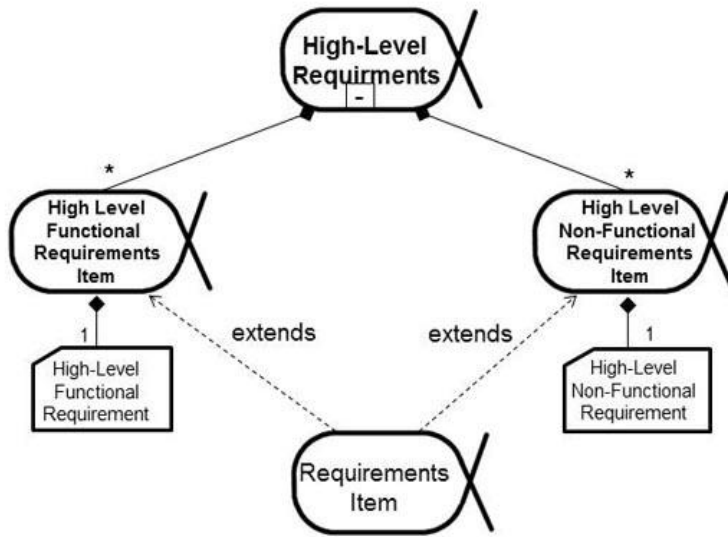 High-Level
Requirments
-
*
*
High Level
Functional
Requirements
Item
High Level
Non-Functional
Requirements
Item
extends
extends
1
1
High-Level
Functional
Requirement
High-Level
Non-Functional
Requirement
Requirements
Item